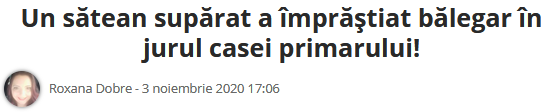 Un sătean supărat a împrăştiat bălegar în
jurul casei primarului!
Roxana Dobre - 3 noiembrie 2020 17:06